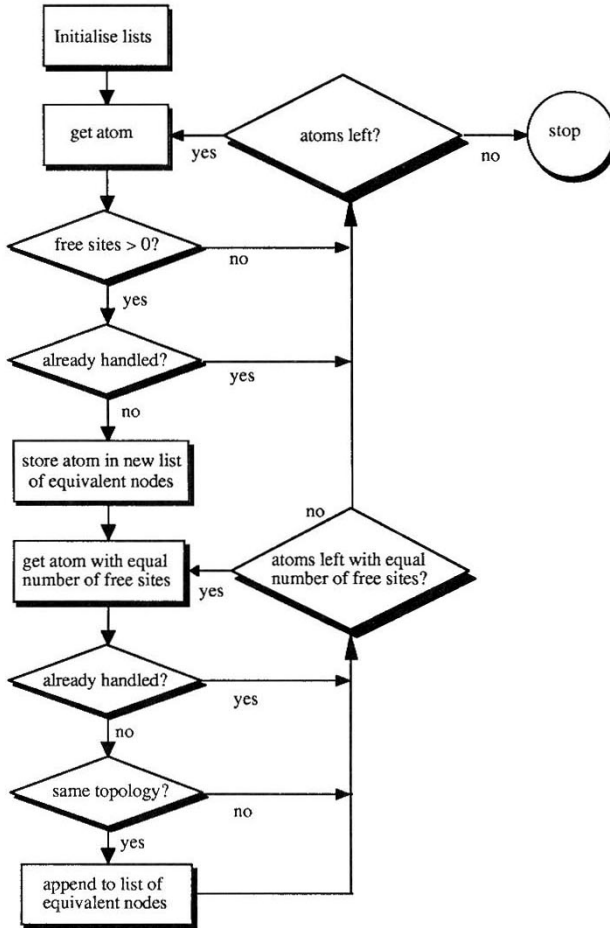 Initialise lists
get atom
yes
atoms left?
no
stop
free sites > 0?
no
yes
already handled?
yes
no
store atom in new list
of equivalent nodes
no
get atom with equal
number of free sites
yes
atoms left with equal
number of free sites?
already handled?
yes
no
same topology?
no
yes
append to list of
equivalent nodes